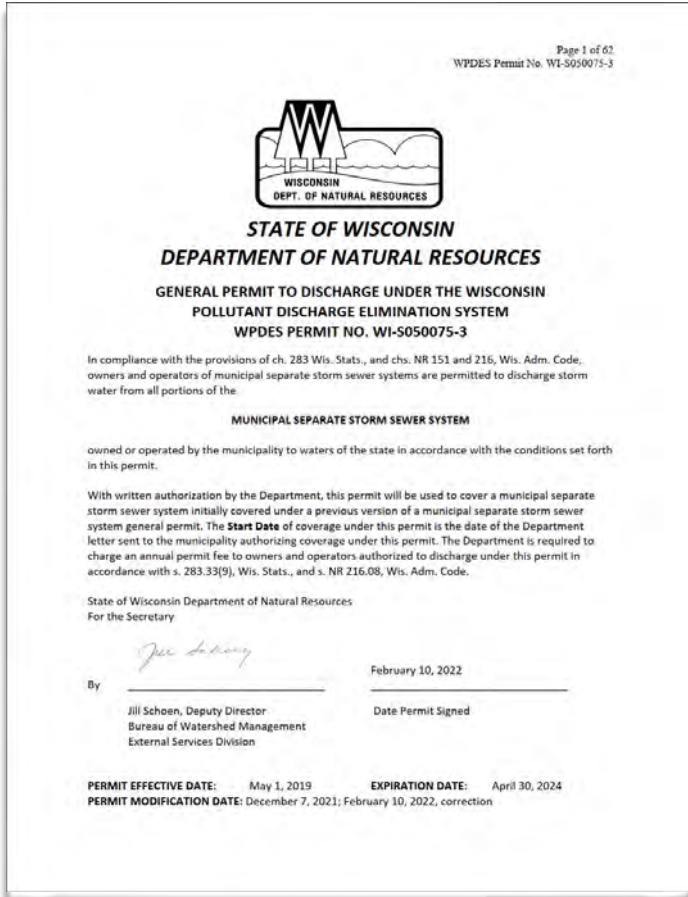 Page 1 of 62
WPDES Permit No. WI-S050075-3
W
WISCONSIN
DEPT. OF NATURAL RESOURCES
STATE OF WISCONSIN
DEPARTMENT OF NATURAL RESOURCES
GENERAL PERMIT TO DISCHARGE UNDER THE WISCONSIN
POLLUTANT DISCHARGE ELIMINATION SYSTEM
WPDES PERMIT NO. WI-S050075-3
In compliance with the provisions of ch. 283 Wis. Stats., and chs. NR 151 and 216, Wis. Adm. Code,
owners and operators of municipal separate storm sewer systems are permitted to discharge storm
water from all portions of the
MUNICIPAL SEPARATE STORM SEWER SYSTEM
owned or operated by the municipality to waters of the state in accordance with the conditions set forth
in this permit.
With written authorization by the Department, this permit will be used to cover a municipal separate
storm sewer system initially covered under a previous version of a municipal separate storm sewer
system general permit. The Start Date of coverage under this permit is the date of the Department
letter sent to the municipality authorizing coverage under this permit. The Department is required to
charge an annual permit fee to owners and operators authorized to discharge under this permit in
accordance with s. 283.33(9), Wis. Stats., and s. NR 216.08, Wis. Adm. Code.
State of Wisconsin Department of Natural Resources
For the Secretary
February 10, 2022
By
Jill Schoen, Deputy Director
Bureau of Watershed Management
External Services Division
Date Permit Signed
PERMIT EFFECTIVE DATE: May 1, 2019 EXPIRATION DATE: April 30, 2024
PERMIT MODIFICATION DATE: December 7, 2021; February 10, 2022, correction